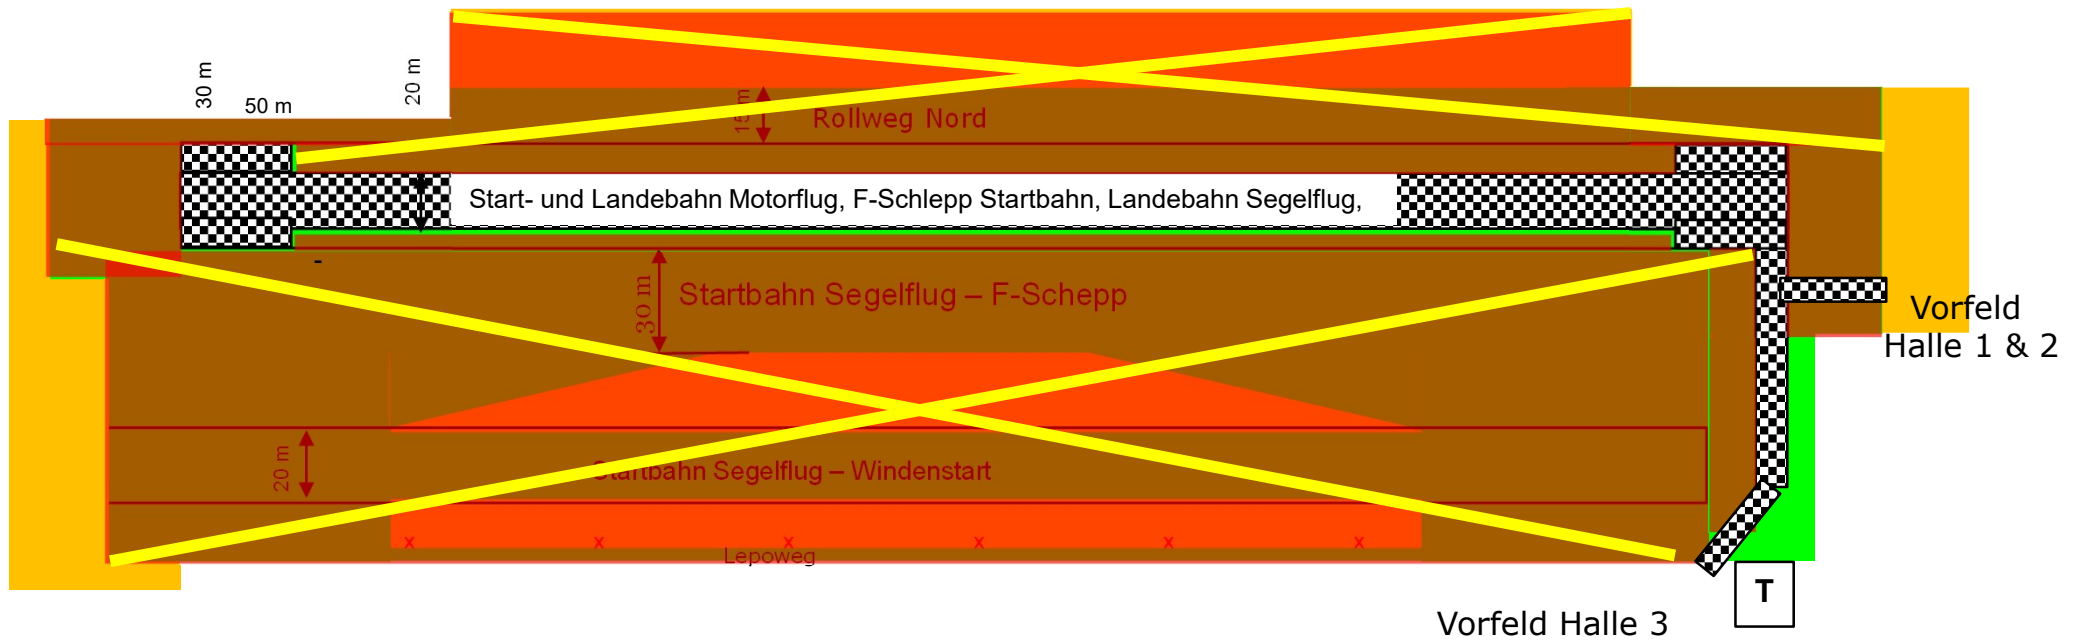 30 m
50 m
20 m
15 m
Rollweg Nord
Start- und Landebahn Motorflug, F-Schlepp Startbahn, Landebahn Segelflug,
-
30 m
Startbahn Segelflug – F-Schepp
Vorfeld
Halle 1 & 2
20 m
Startbahn Segelflug – Windenstart
x x x x x x
Lepoweg
T
Vorfeld Halle 3